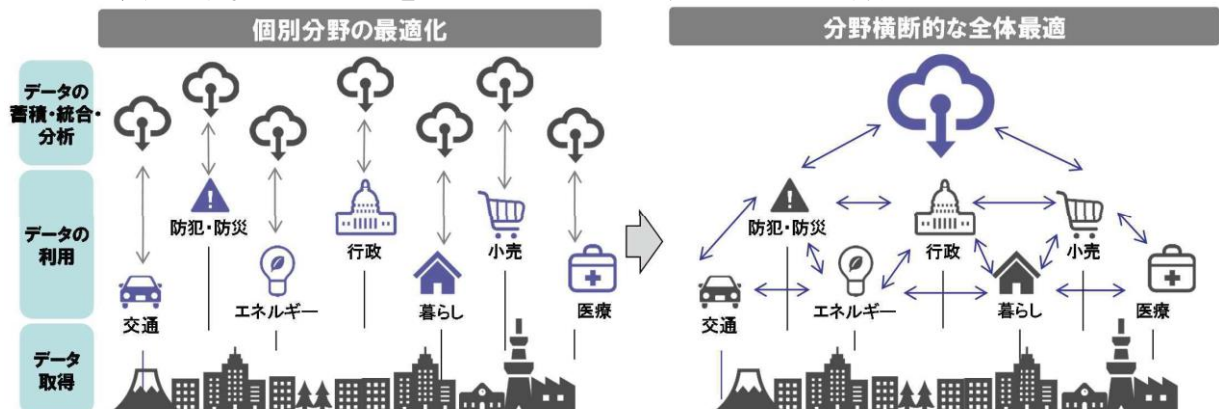 個別分野の最適化
分野横断的な全体最適
データの
蓄積・統合・
分析
データの
利用
データ
取得
防犯・防災
行政
小売
交通
エネルギー
暮らし
医療
防犯・防災
行政
小売
交通
エネルギー
暮らし
医療